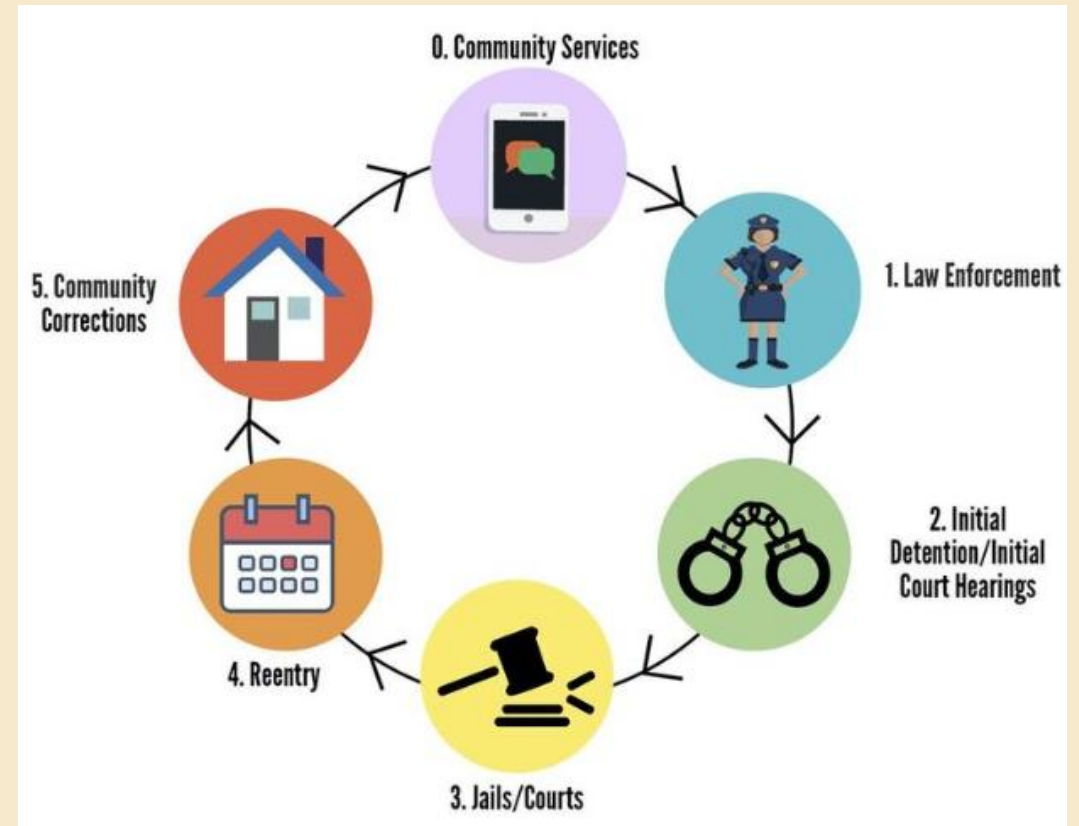 0. Community Services
1. Law Enforcement
2. Initial
Detention/Initial
Court Hearings
3. Jails/Courts
4. Reentry
5. Community
Corrections